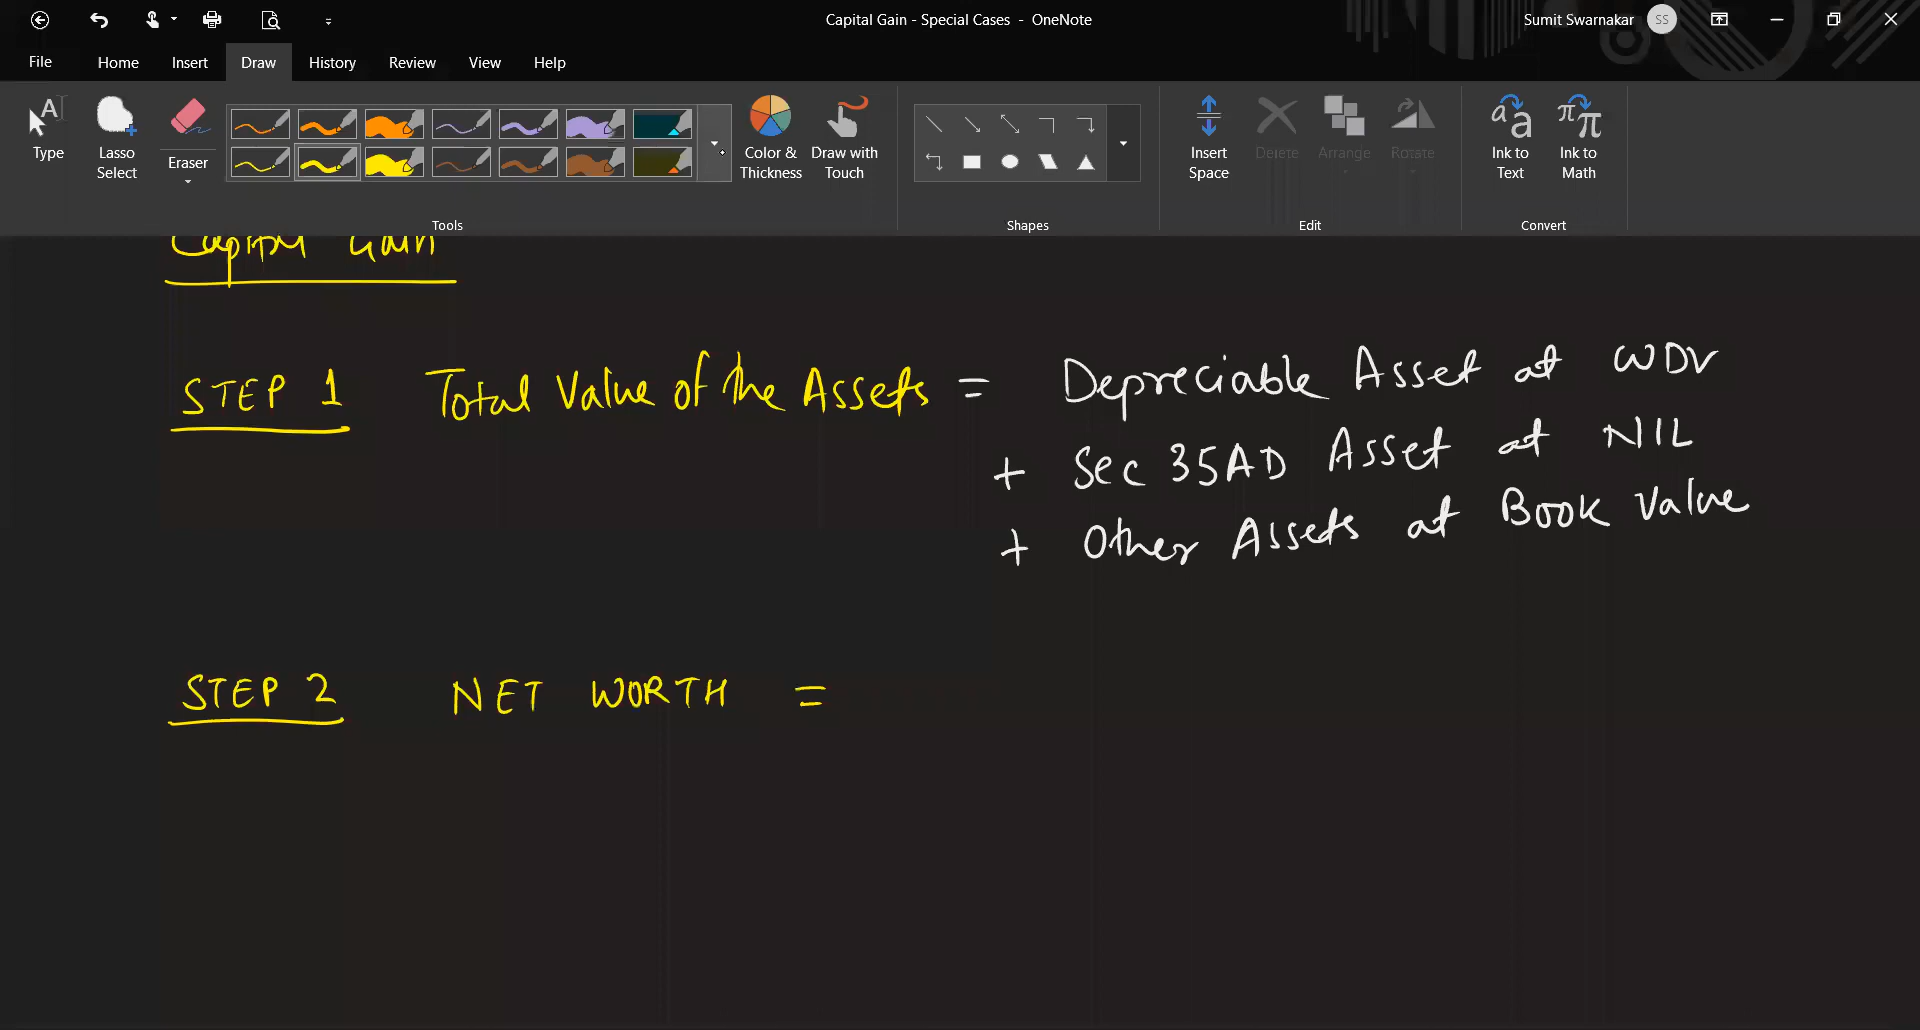 Capital Gain - Special Cases - OneNote
Sumit Swarnakar SS
File Home Insert Draw History Review View Help
Type
Lasso Select
Eraser
Color & Thickness
Draw with Touch
Insert Space
Delete
Arrange
Rotate
Ink to Text
Ink to Math
Tools Shapes Edit Convert
Capital Gain
STEP 1 Total Value of the Assets = Depreciable Asset at WDV
+ Sec 35AD Asset at NIL
+ Other Assets at Book Value
STEP 2 NET WORTH =